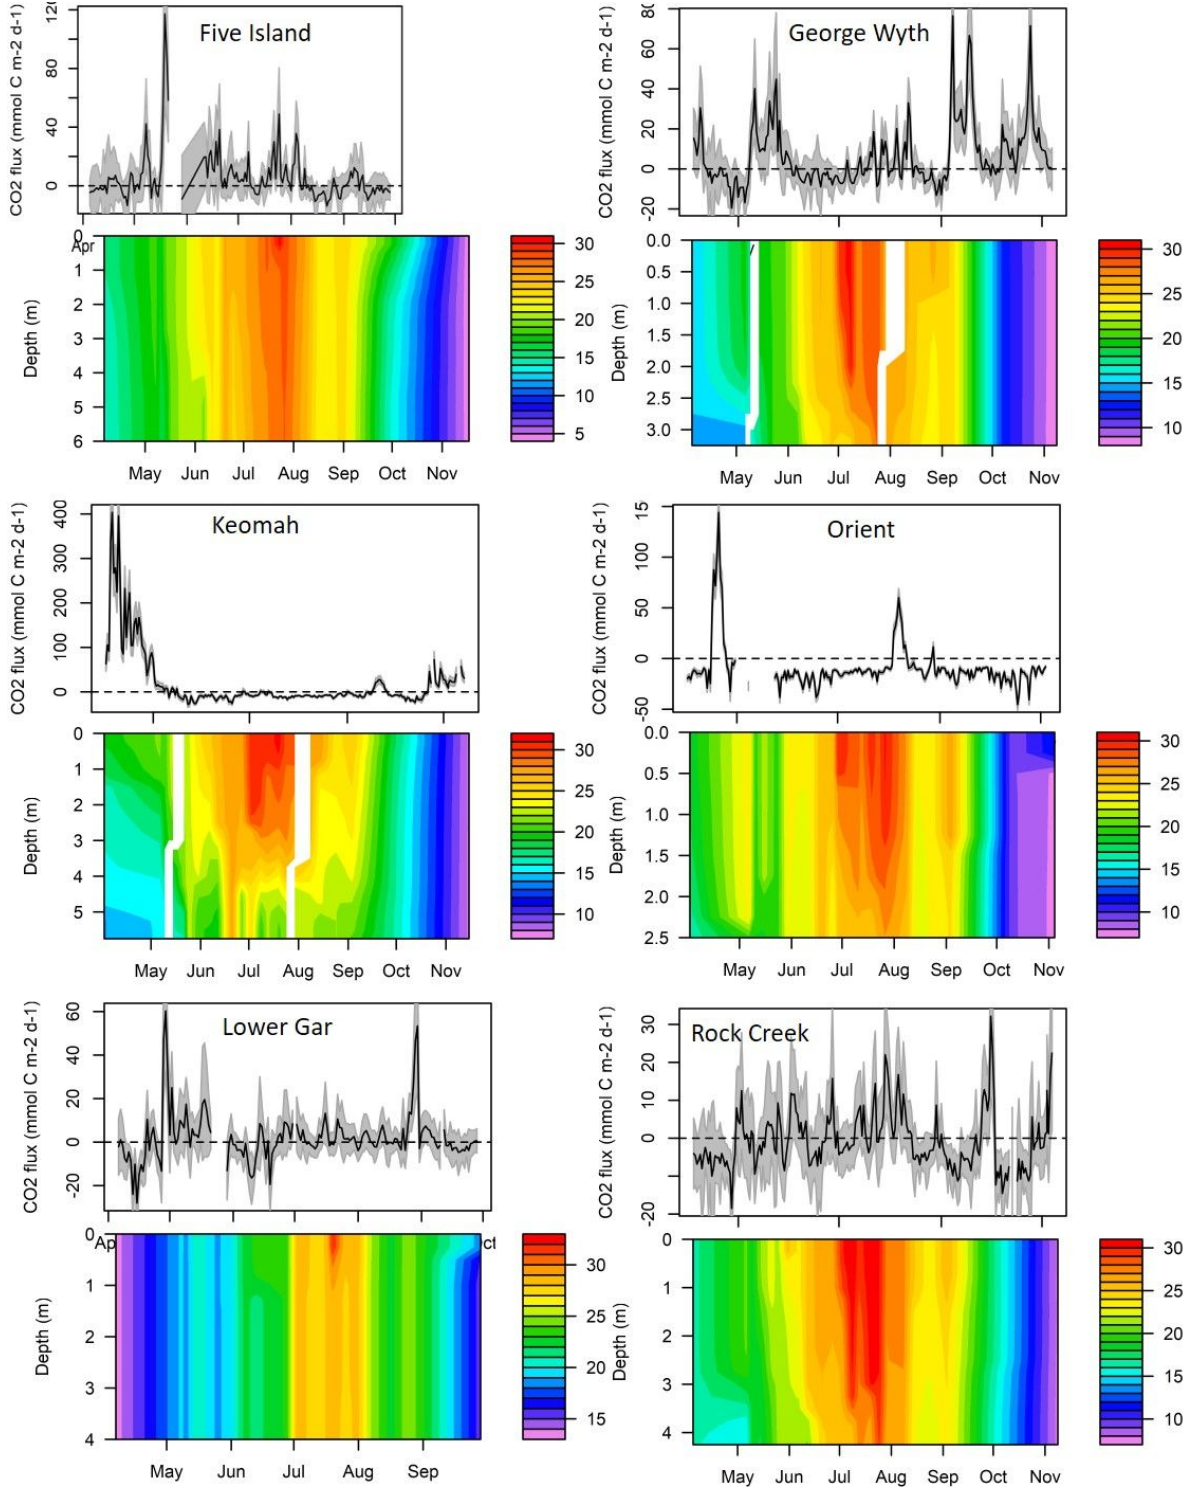 Five Island
CO2 flux (mmol C m-2 d-1)
0 40 80 12
Apr
Depth (m)
0 1 2 3 4 5 6
May Jun Jul Aug Sep Oct Nov
5 10 15 20 25 30
George Wyth
CO2 flux (mmol C m-2 d-1)
-20 0 20 40 60 80
Depth (m)
0.0 0.5 1.0 1.5 2.0 2.5 3.0
May Jun Jul Aug Sep Oct Nov
10 15 20 25 30
Keomah
CO2 flux (mmol C m-2 d-1)
0 100 200 300 400
Depth (m)
0 1 2 3 4 5
May Jun Jul Aug Sep Oct Nov
10 15 20 25 30
Orient
CO2 flux (mmol C m-2 d-1)
-50 0 50 100 15
Depth (m)
0.0 0.5 1.0 1.5 2.0 2.5
May Jun Jul Aug Sep Oct Nov
10 15 20 25 30
Lower Gar
CO2 flux (mmol C m-2 d-1)
-20 0 20 40 60
Ap ct
Depth (m)
0 1 2 3 4
May Jun Jul Aug Sep
15 20 25 30
Rock Creek
CO2 flux (mmol C m-2 d-1)
-20 0 10 20 30
Depth (m)
0 1 2 3 4
May Jun Jul Aug Sep Oct Nov
10 15 20 25 30